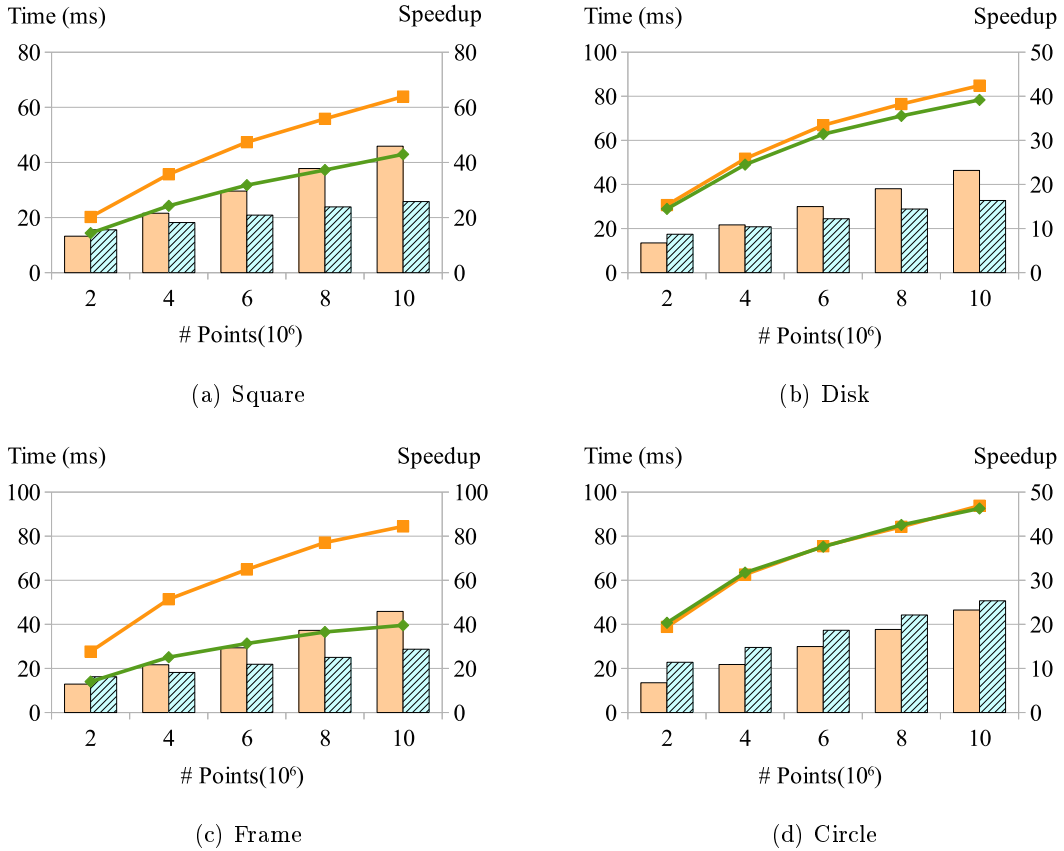 Time (ms) Speedup
80 80
60 60
40 40
20 20
0 0
2 4 6 8 10
# Points(10⁶)
(a) Square
Time (ms) Speedup
100 50
80 40
60 30
40 20
20 10
0 0
2 4 6 8 10
# Points(10⁶)
(b) Disk
Time (ms) Speedup
100 100
80 80
60 60
40 40
20 20
0 0
2 4 6 8 10
# Points(10⁶)
(c) Frame
Time (ms) Speedup
100 50
80 40
60 30
40 20
20 10
0 0
2 4 6 8 10
# Points(10⁶)
(d) Circle